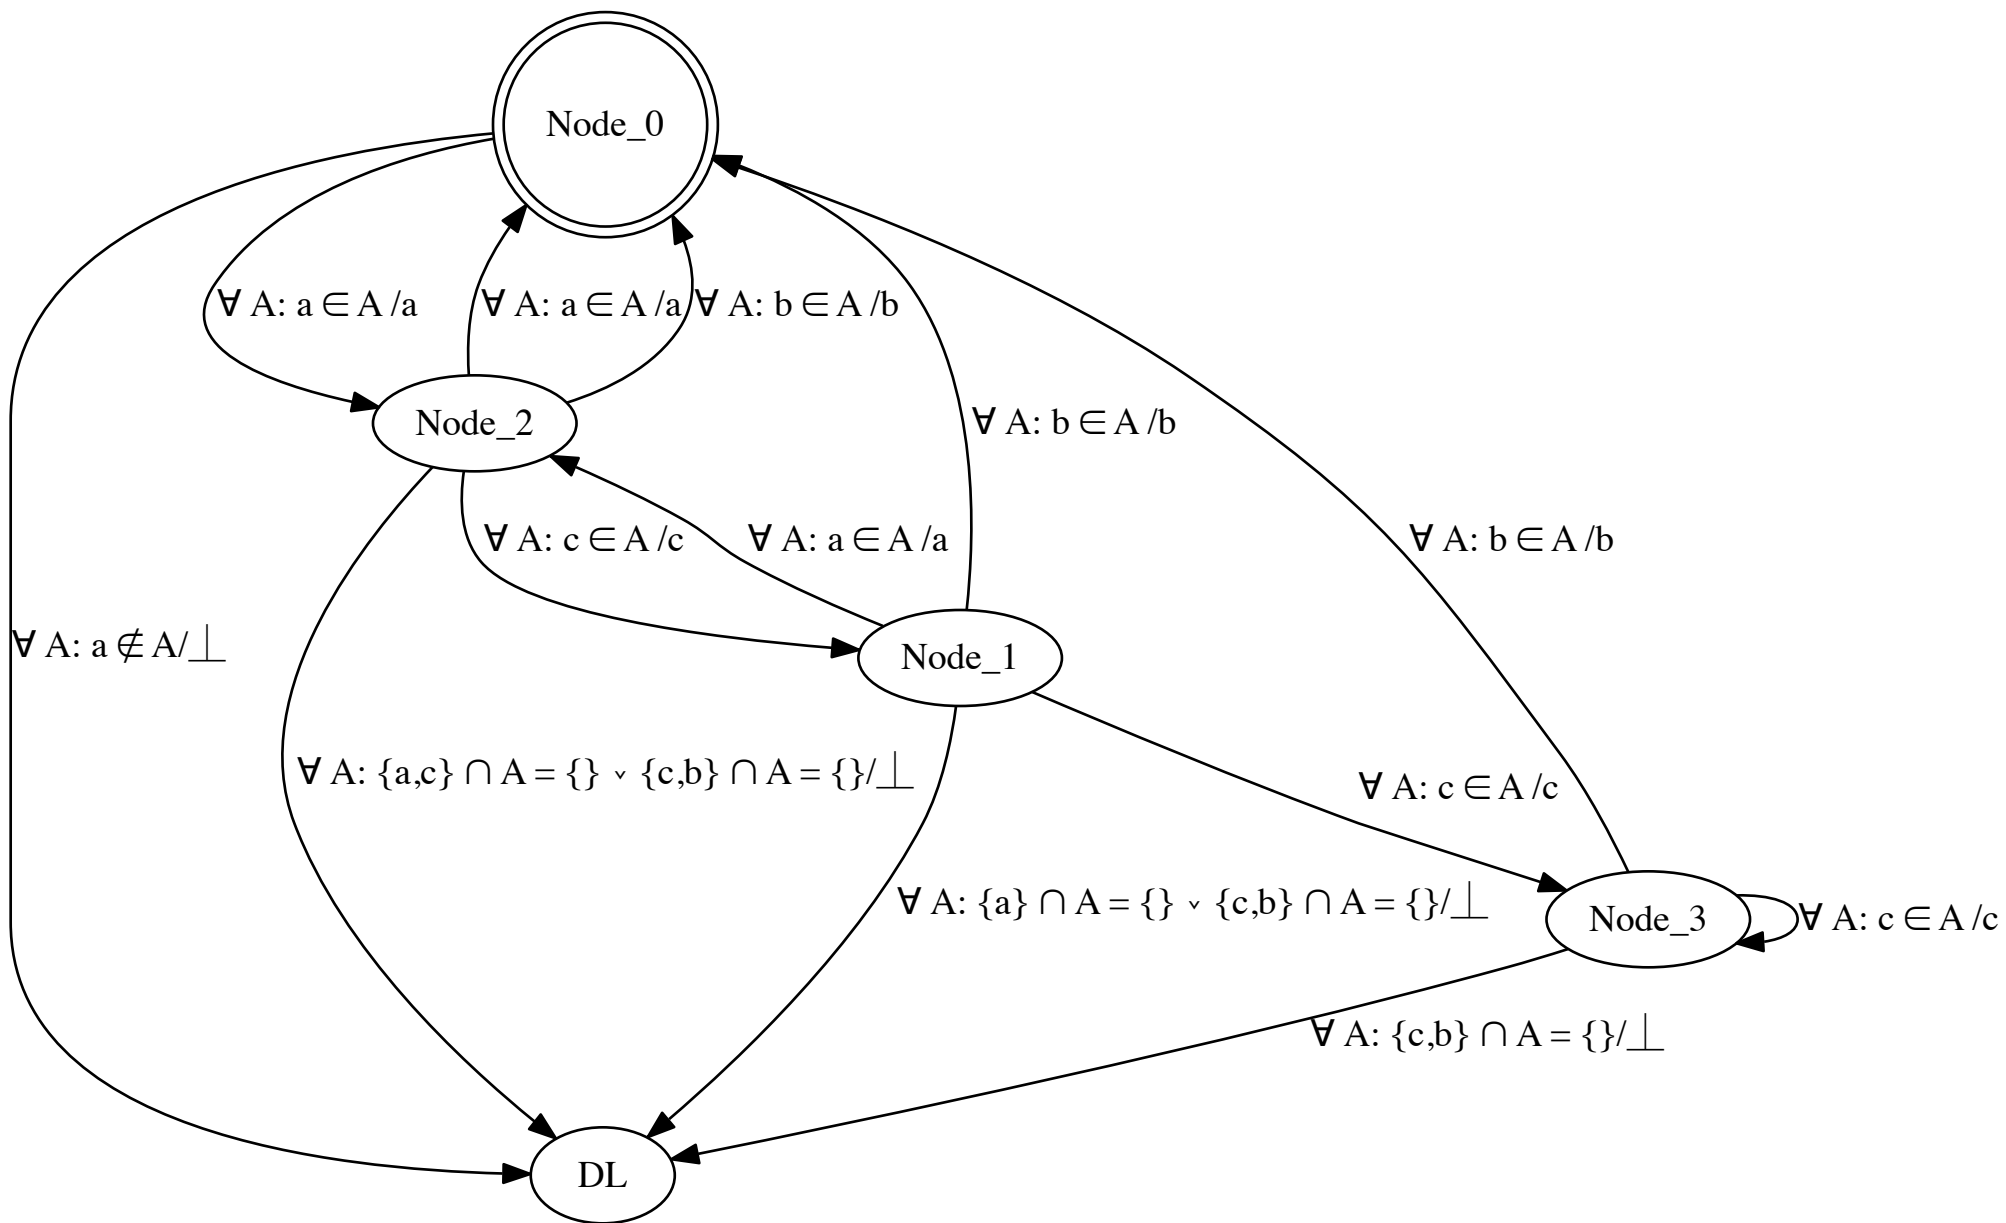 Node_0
∀ A: a ∈ A /a
∀ A: a ∈ A /a
∀ A: b ∈ A /b
Node_2
∀ A: b ∈ A /b
∀ A: c ∈ A /c
∀ A: a ∈ A /a
∀ A: b ∈ A /b
∀ A: a ∉ A/⊥
Node_1
∀ A: {a,c} ∩ A = {} ˅ {c,b} ∩ A = {}/⊥
∀ A: c ∈ A /c
∀ A: {a} ∩ A = {} ˅ {c,b} ∩ A = {}/⊥
Node_3
∀ A: c ∈ A /c
∀ A: {c,b} ∩ A = {}/⊥
DL